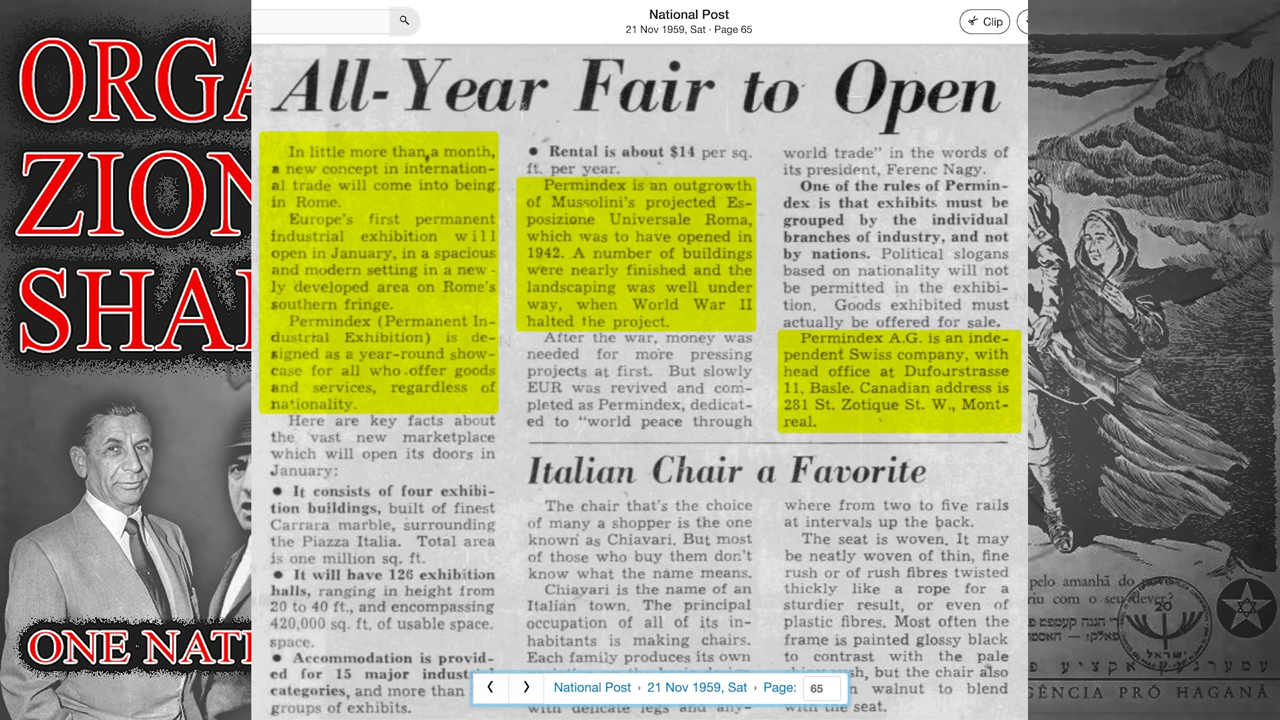 ORGA
ZION
SHA
ONE NATI
National Post
21 Nov 1959, Sat · Page 65
Clip
All-Year Fair to Open
In little more than a month,
a new concept in internation-
al trade will come into being
in Rome.
Europe's first permanent
industrial exhibition will
open in January, in a spacious
and modern setting in a new-
ly developed area on Rome's
southern fringe.
Permindex (Permanent In-
dustrial Exhibition) is de-
signed as a year-round show-
case for all who offer goods
and services, regardless of
nationality.
Here are key facts about
the vast new marketplace
which will open its doors in
January:
● It consists of four exhibi-
tion buildings, built of finest
Carrara marble, surrounding
the Piazza Italia. Total area
is one million sq. ft.
● It will have 126 exhibition
halls, ranging in height from
20 to 40 ft., and encompassing
420,000 sq. ft. of usable space.
space.
● Accommodation is provid-
ed for 15 major indust
categories, and more than
groups of exhibits.
● Rental is about $14 per sq.
ft. per year.
Permindex is an outgrowth
of Mussolini's projected Es-
posizione Universale Roma,
which was to have opened in
1942. A number of buildings
were nearly finished and the
landscaping was well under
way, when World War II
halted the project.
After the war, money was
needed for more pressing
projects at first. But slowly
EUR was revived and com-
pleted as Permindex, dedicat-
ed to "world peace through
world trade" in the words of
its president, Ferenc Nagy.
One of the rules of Permin-
dex is that exhibits must be
grouped by the individual
branches of industry, and not
by nations. Political slogans
based on nationality will not
be permitted in the exhibi-
tion. Goods exhibited must
actually be offered for sale.
Permindex A.G. is an inde-
pendent Swiss company, with
head office at Dufourstrasse
11, Basle. Canadian address is
281 St. Zotique St. W., Mont-
real.
Italian Chair a Favorite
The chair that's the choice
of many a shopper is the one
known as Chiavari. But most
of those who buy them don't
know what the name means.
Chiavari is the name of an
Italian town. The principal
occupation of all of its in-
habitants is making chairs.
Each family produces its own
with delicate legs and any-
where from two to five rails
at intervals up the back.
The seat is woven. It may
be neatly woven of thin, fine
rush or of rush fibres twisted
thickly like a rope for a
sturdier result, or even of
plastic fibres. Most often the
frame is painted glossy black
to contrast with the pale
sh, but the chair also
n walnut to blend
with the seat.
National Post › 21 Nov 1959, Sat › Page: 65
pelo amanhã do povo
riu com o seu dever?
20
ישראל
GÊNCIA PRÓ HAGANÁ